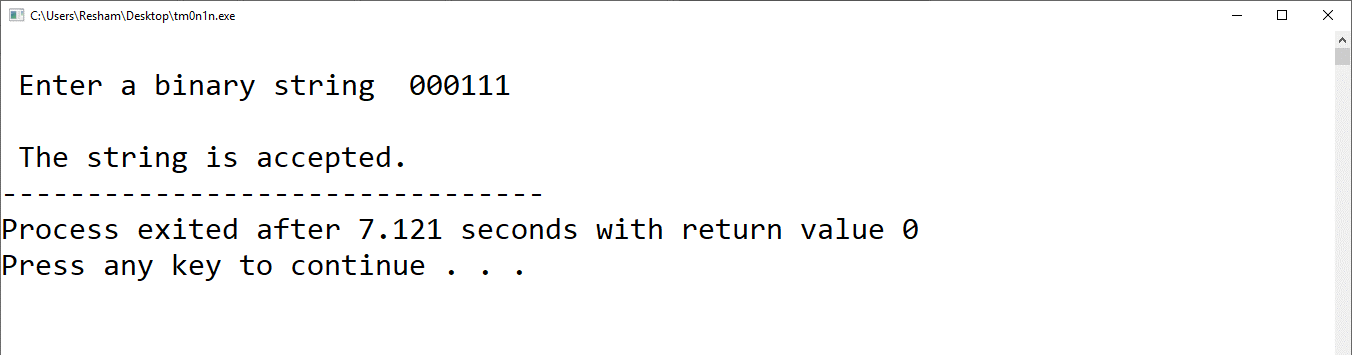 C:\Users\Resham\Desktop\tm0n1n.exe
Enter a binary string  000111
The string is accepted.
--------------------------------
Process exited after 7.121 seconds with return value 0
Press any key to continue . . .